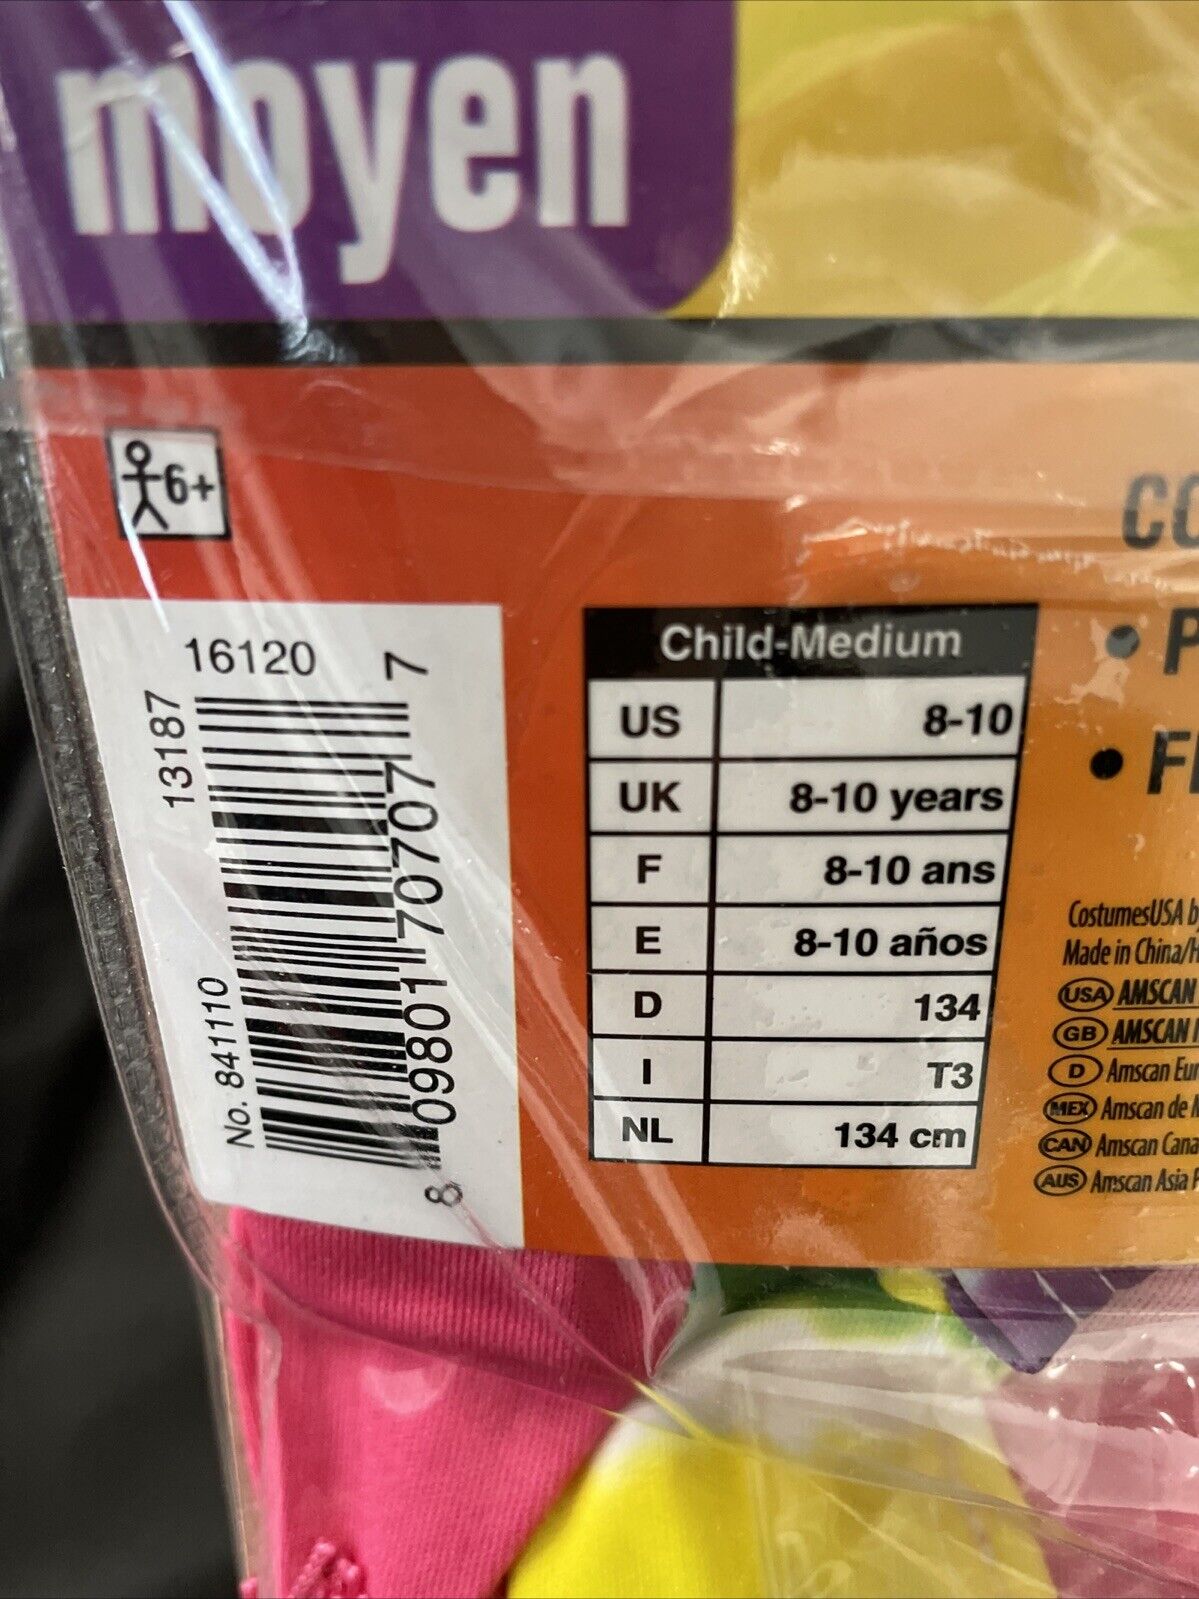 moyen
6+
16120
13187
8 09801 70707 7
No. 841110
Child-Medium
US 8-10
UK 8-10 years
F 8-10 ans
E 8-10 años
D 134
I T3
NL 134 cm
CO
• P
• F
CostumesUSA b
Made in China/H
USA AMSCAN
GB AMSCAN
D Amscan Eur
MEX Amscan de
CAN Amscan Cana
AUS Amscan Asia P